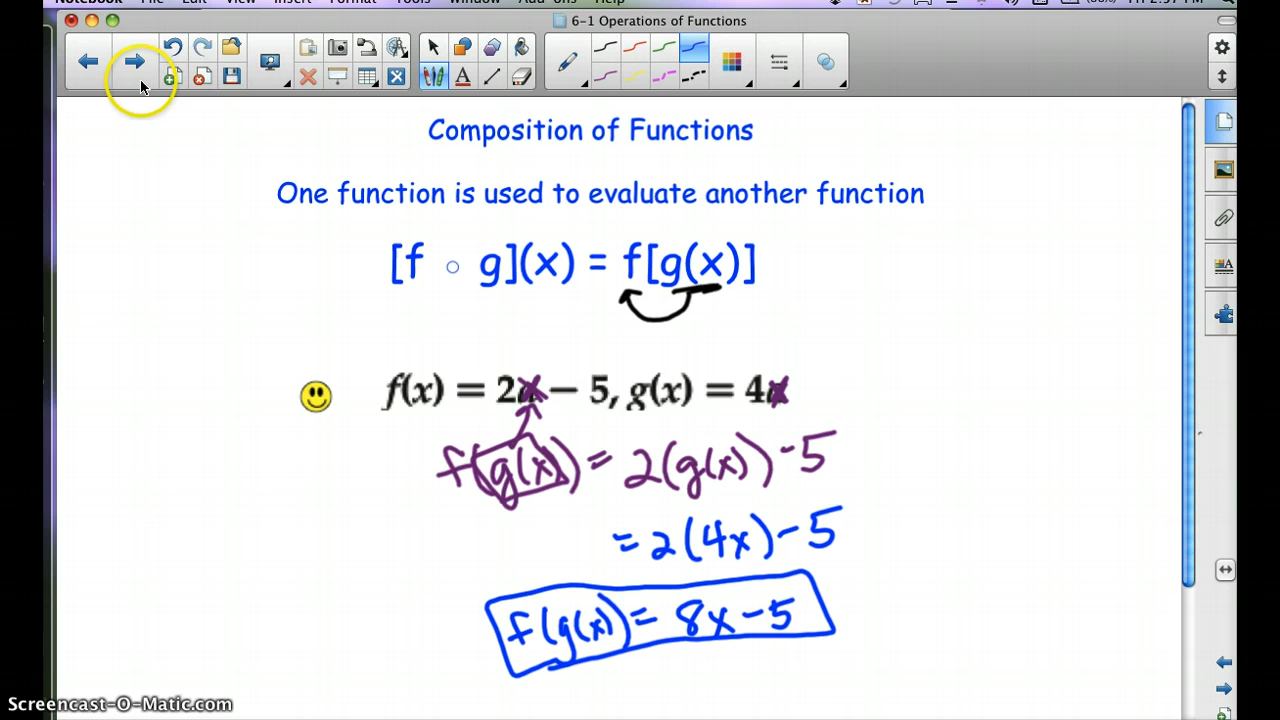 6-1 Operations of Functions
Composition of Functions
One function is used to evaluate another function
[f ∘ g](x) = f[g(x)]
f(x) = 2x − 5, g(x) = 4x
f(g(x)) = 2(g(x)) - 5
= 2(4x) - 5
f(g(x)) = 8x - 5
Screencast-O-Matic.com